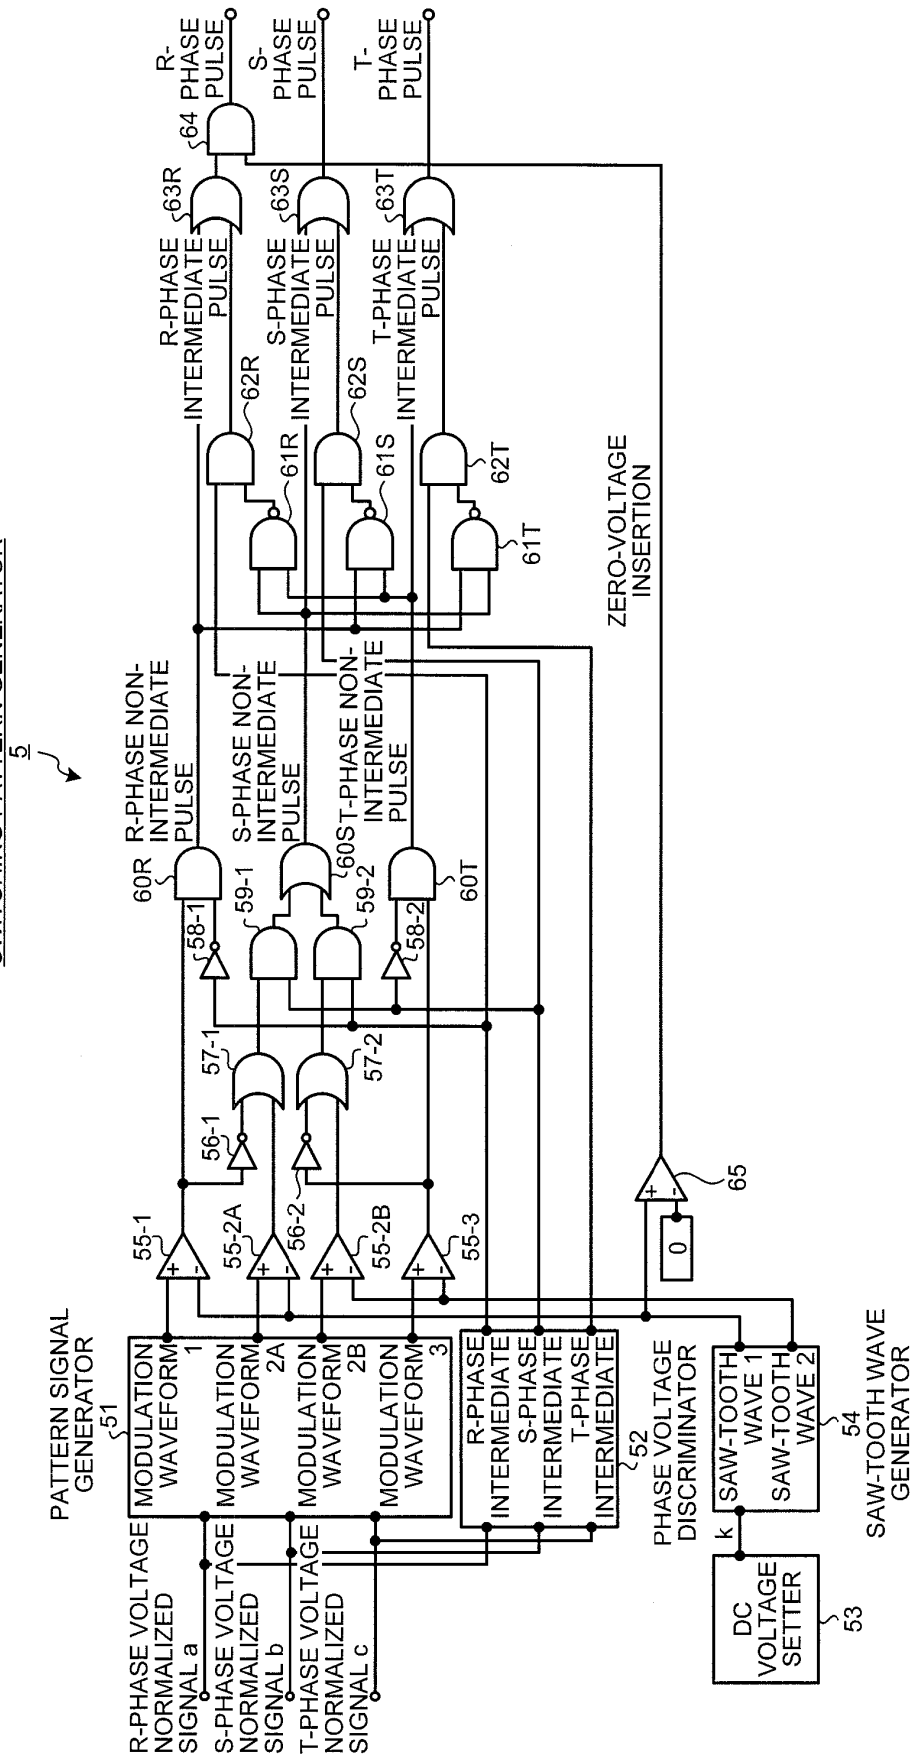 SWITCHING PATTERN GENERATOR
5
R-PHASE VOLTAGE
NORMALIZED
SIGNAL a
S-PHASE VOLTAGE
NORMALIZED
SIGNAL b
T-PHASE VOLTAGE
NORMALIZED
SIGNAL c
PATTERN SIGNAL
GENERATOR
51
MODULATION
WAVEFORM
1
MODULATION
WAVEFORM
2A
MODULATION
WAVEFORM
2B
MODULATION
WAVEFORM
3
R-PHASE
INTERMEDIATE
S-PHASE
INTERMEDIATE
T-PHASE
INTERMEDIATE
52
PHASE VOLTAGE
DISCRIMINATOR
DC
VOLTAGE
SETTER
53
k
SAW-TOOTH
WAVE 1
SAW-TOOTH
WAVE 2
54
SAW-TOOTH WAVE
GENERATOR
55-1
+
-
55-2A
+
-
55-2B
+
-
55-3
+
-
56-1
56-2
57-1
57-2
58-1
58-2
59-1
59-2
60R
60S
60T
0
+
-
65
R-PHASE NON-
INTERMEDIATE
PULSE
S-PHASE NON-
INTERMEDIATE
PULSE
T-PHASE NON-
INTERMEDIATE
PULSE
61R
61S
61T
62R
62S
62T
ZERO-VOLTAGE
INSERTION
R-PHASE
INTERMEDIATE
PULSE
S-PHASE
INTERMEDIATE
PULSE
T-PHASE
INTERMEDIATE
PULSE
63R
63S
63T
64
R-
PHASE
PULSE
S-
PHASE
PULSE
T-
PHASE
PULSE